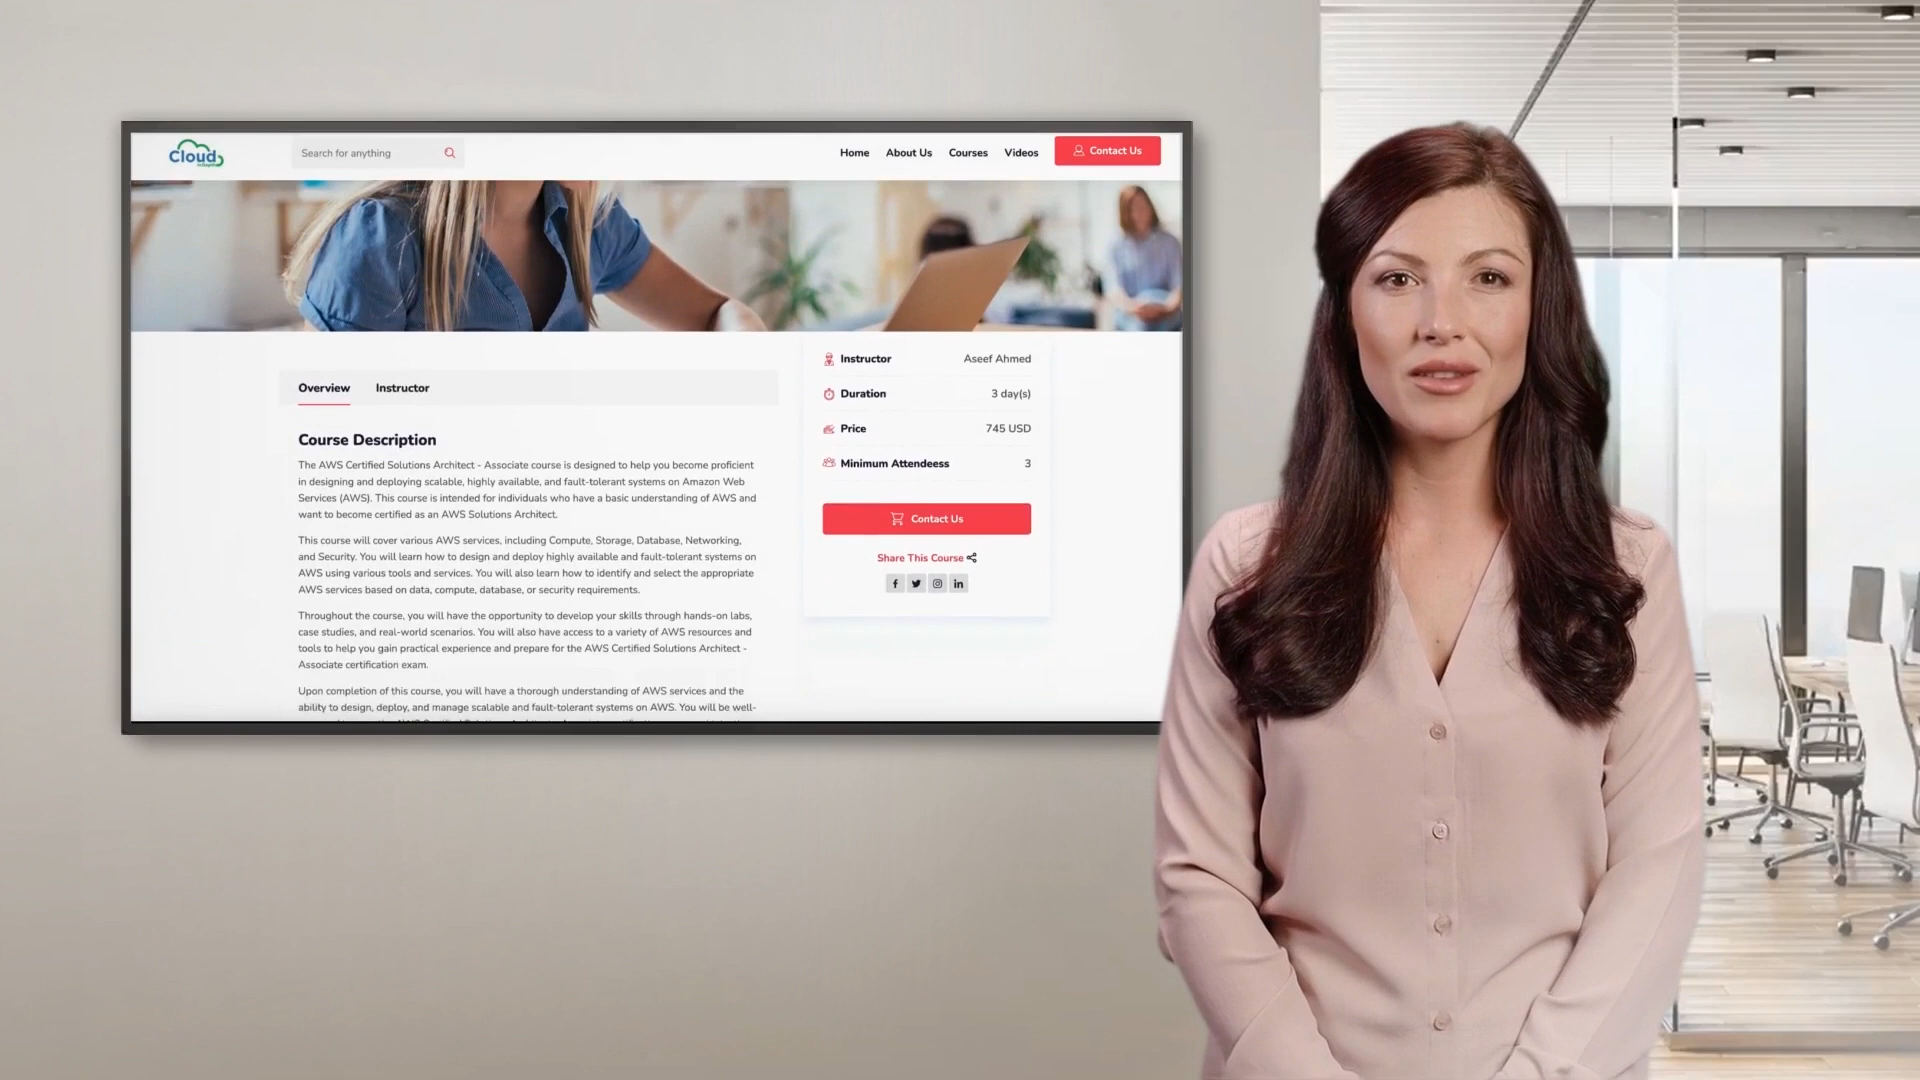 Cloud
Search for anything
Home
About Us
Courses
Videos
Contact Us
Overview
Instructor
Course Description
The AWS Certified Solutions Architect - Associate course is designed to help you become proficient
in designing and deploying scalable, highly available, and fault-tolerant systems on Amazon Web
Services (AWS). This course is intended for individuals who have a basic understanding of AWS and
want to become certified as an AWS Solutions Architect.
This course will cover various AWS services, including Compute, Storage, Database, Networking,
and Security. You will learn how to design and deploy highly available and fault-tolerant systems on
AWS using various tools and services. You will also learn how to identify and select the appropriate
AWS services based on data, compute, database, or security requirements.
Throughout the course, you will have the opportunity to develop your skills through hands-on labs,
case studies, and real-world scenarios. You will also have access to a variety of AWS resources and
tools to help you gain practical experience and prepare for the AWS Certified Solutions Architect -
Associate certification exam.
Upon completion of this course, you will have a thorough understanding of AWS services and the
ability to design, deploy, and manage scalable and fault-tolerant systems on AWS. You will be well-
Instructor Aseef Ahmed
Duration 3 day(s)
Price 745 USD
Minimum Attendeess 3
Contact Us
Share This Course